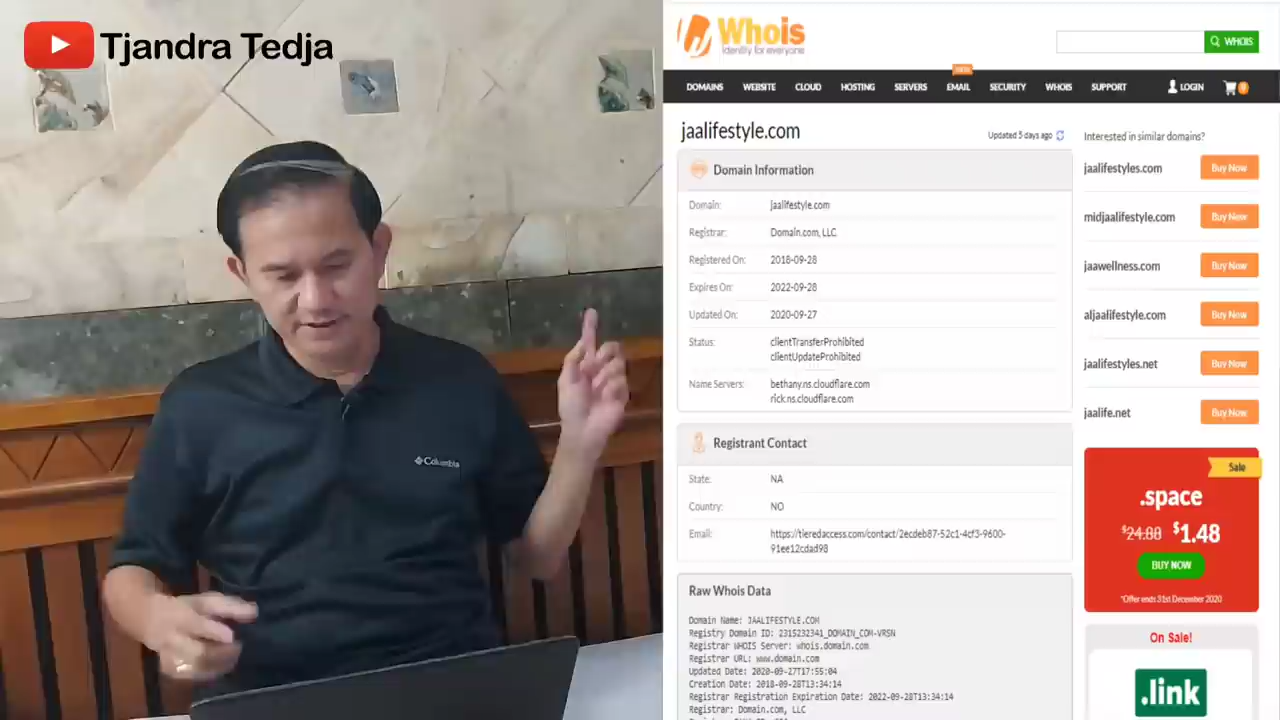 Tjandra Tedja
Columbia
Whois
Identity for everyone
WHOIS
DOMAINS WEBSITE CLOUD HOSTING SERVERS EMAIL SECURITY WHOIS SUPPORT LOGIN 0
NEW
jaalifestyle.com
Updated 5 days ago
Domain Information
Domain: jaalifestyle.com
Registrar: Domain.com, LLC
Registered On: 2018-09-28
Expires On: 2022-09-28
Updated On: 2020-09-27
Status: clientTransferProhibited
clientUpdateProhibited
Name Servers: bethany.ns.cloudflare.com
rick.ns.cloudflare.com
Registrant Contact
State: NA
Country: NO
Email: https://tieredaccess.com/contact/2ecdeb87-52c1-4cf3-9600-
91ee12cdad98
Raw Whois Data
Domain Name: JAALIFESTYLE.COM
Registry Domain ID: 2315232341_DOMAIN_COM-VRSN
Registrar WHOIS Server: whois.domain.com
Registrar URL: www.domain.com
Updated Date: 2020-09-27T17:55:04
Creation Date: 2018-09-28T13:34:14
Registrar Registration Expiration Date: 2022-09-28T13:34:14
Registrar: Domain.com, LLC
Interested in similar domains?
jaalifestyles.com Buy Now
midjaalifestyle.com Buy Now
jaawellness.com Buy Now
aljaalifestyle.com Buy Now
jaalifestyles.net Buy Now
jaalife.net Buy Now
Sale
.space
$24.88 $1.48
BUY NOW
*Offer ends 31st December 2020
On Sale!
.link